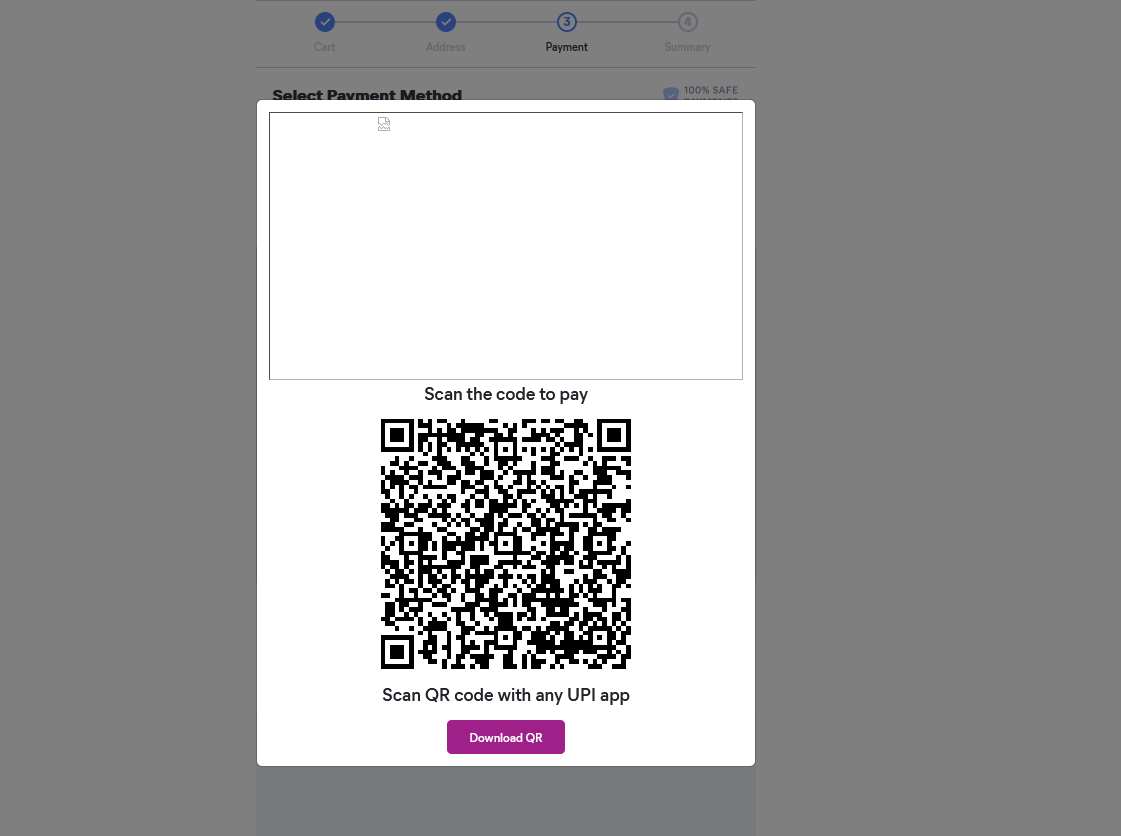 3
4
Cart
Address
Payment
Summary
Select Payment Method
100% SAFE
Scan the code to pay
Scan QR code with any UPI app
Download QR